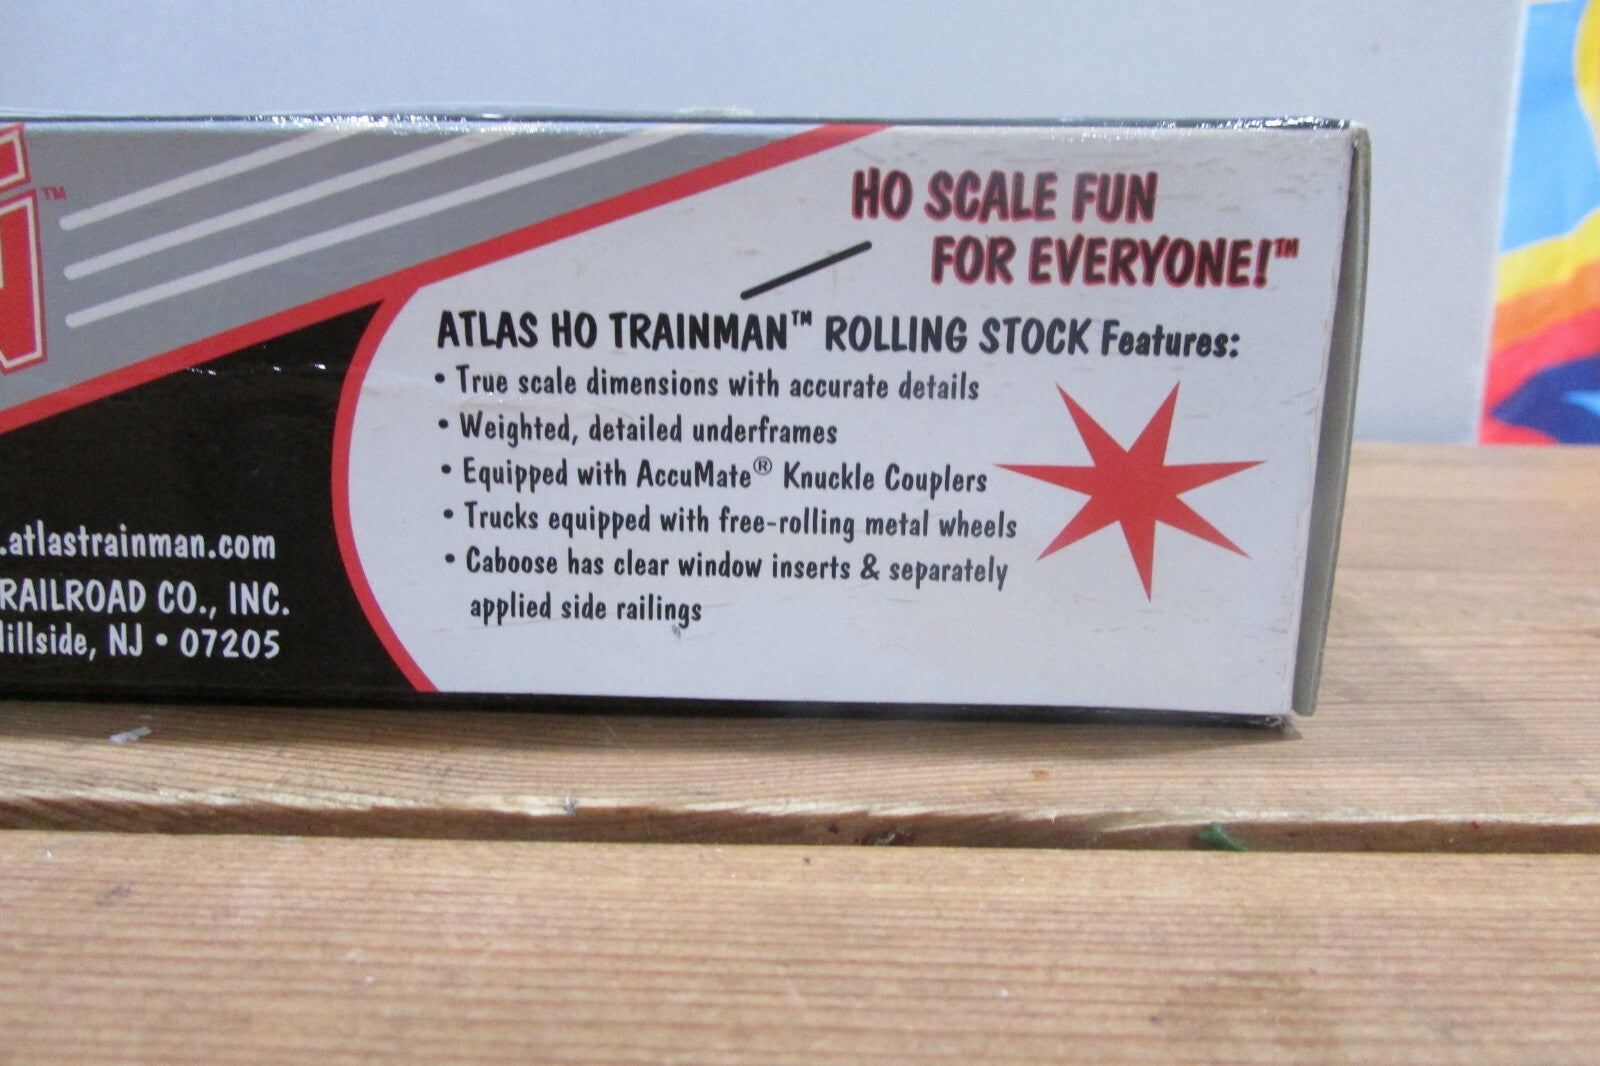 HO SCALE FUN
FOR EVERYONE!™
ATLAS HO TRAINMAN™ ROLLING STOCK Features:
• True scale dimensions with accurate details
• Weighted, detailed underframes
• Equipped with AccuMate® Knuckle Couplers
• Trucks equipped with free-rolling metal wheels
• Caboose has clear window inserts & separately
applied side railings
™
.atlastrainman.com
RAILROAD CO., INC.
illside, NJ • 07205